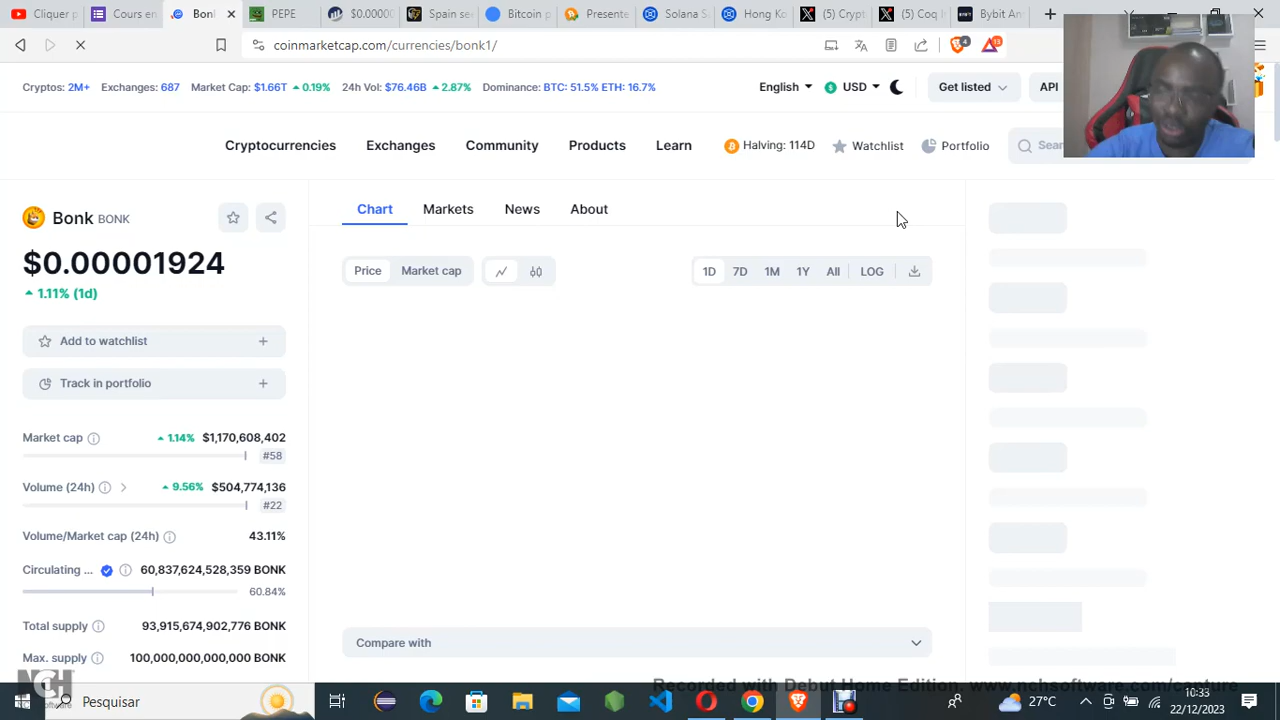 Cliquer p
Curs en
Bonk
PEPE
$0.0000
Spain se
Bitcoin p
Presente
Solana S
Hong Ko
(5) Crypt
(5) Coq I
Bybit An
coinmarketcap.com/currencies/bonk1/
4
13
Cryptos: 2M+ Exchanges: 687 Market Cap: $1.66T 0.19% 24h Vol: $76.46B 2.87% Dominance: BTC: 51.5% ETH: 16.7%
English USD Get listed API
Cryptocurrencies Exchanges Community Products Learn
Halving: 114D Watchlist Portfolio Sear
Bonk BONK
$0.00001924
1.11% (1d)
Add to watchlist
Track in portfolio
Market cap 1.14% $1,170,608,402
#58
Volume (24h) 9.56% $504,774,136
#22
Volume/Market cap (24h) 43.11%
Circulating ... 60,837,624,528,359 BONK
60.84%
Total supply 93,915,674,902,776 BONK
Max. supply 100,000,000,000,000 BONK
Chart Markets News About
Price Market cap
1D 7D 1M 1Y All LOG
Compare with
NCH
Recorded with Debut Home Edition. www.nchsoftware.com/capture
Pesquisar
27°C
10:33
22/12/2023